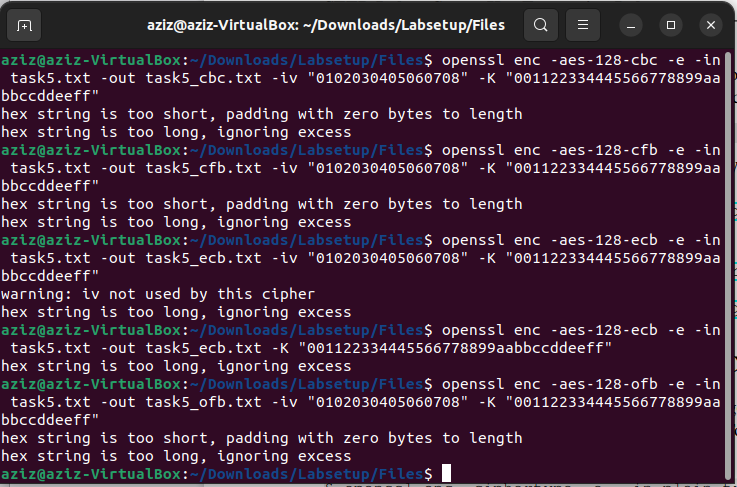 aziz@aziz-VirtualBox: ~/Downloads/Labsetup/Files
aziz@aziz-VirtualBox:~/Downloads/Labsetup/Files$ openssl enc -aes-128-cbc -e -in
task5.txt -out task5_cbc.txt -iv "0102030405060708" -K "001122334445566778899aa
bbccddeeff"
hex string is too short, padding with zero bytes to length
hex string is too long, ignoring excess
aziz@aziz-VirtualBox:~/Downloads/Labsetup/Files$ openssl enc -aes-128-cfb -e -in
task5.txt -out task5_cfb.txt -iv "0102030405060708" -K "001122334445566778899aa
bbccddeeff"
hex string is too short, padding with zero bytes to length
hex string is too long, ignoring excess
aziz@aziz-VirtualBox:~/Downloads/Labsetup/Files$ openssl enc -aes-128-ecb -e -in
task5.txt -out task5_ecb.txt -iv "0102030405060708" -K "001122334445566778899aa
bbccddeeff"
warning: iv not used by this cipher
hex string is too long, ignoring excess
aziz@aziz-VirtualBox:~/Downloads/Labsetup/Files$ openssl enc -aes-128-ecb -e -in
task5.txt -out task5_ecb.txt -K "001122334445566778899aabbccddeeff"
hex string is too long, ignoring excess
aziz@aziz-VirtualBox:~/Downloads/Labsetup/Files$ openssl enc -aes-128-ofb -e -in
task5.txt -out task5_ofb.txt -iv "0102030405060708" -K "001122334445566778899aa
bbccddeeff"
hex string is too short, padding with zero bytes to length
hex string is too long, ignoring excess
aziz@aziz-VirtualBox:~/Downloads/Labsetup/Files$